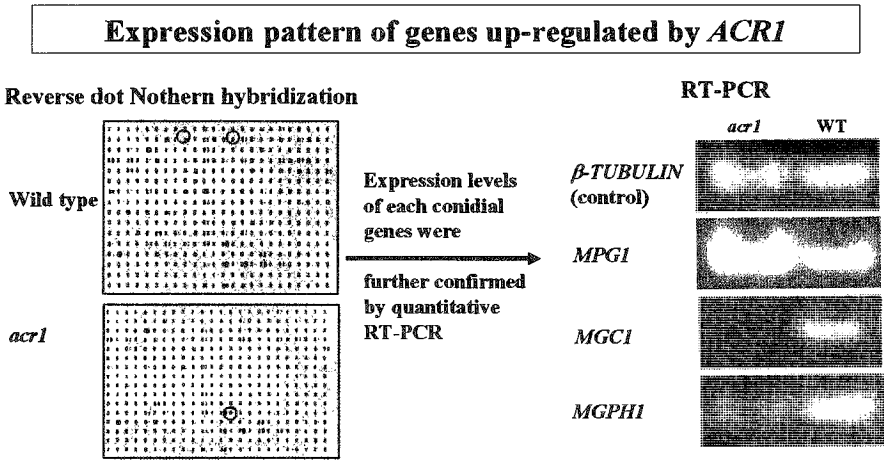 Expression pattern of genes up-regulated by ACR1
Reverse dot Nothern hybridization
Wild type
acr1
Expression levels
of each conidial
genes were
further confirmed
by quantitative
RT-PCR
RT-PCR
acr1 WT
β-TUBULIN
(control)
MPG1
MGC1
MGPH1